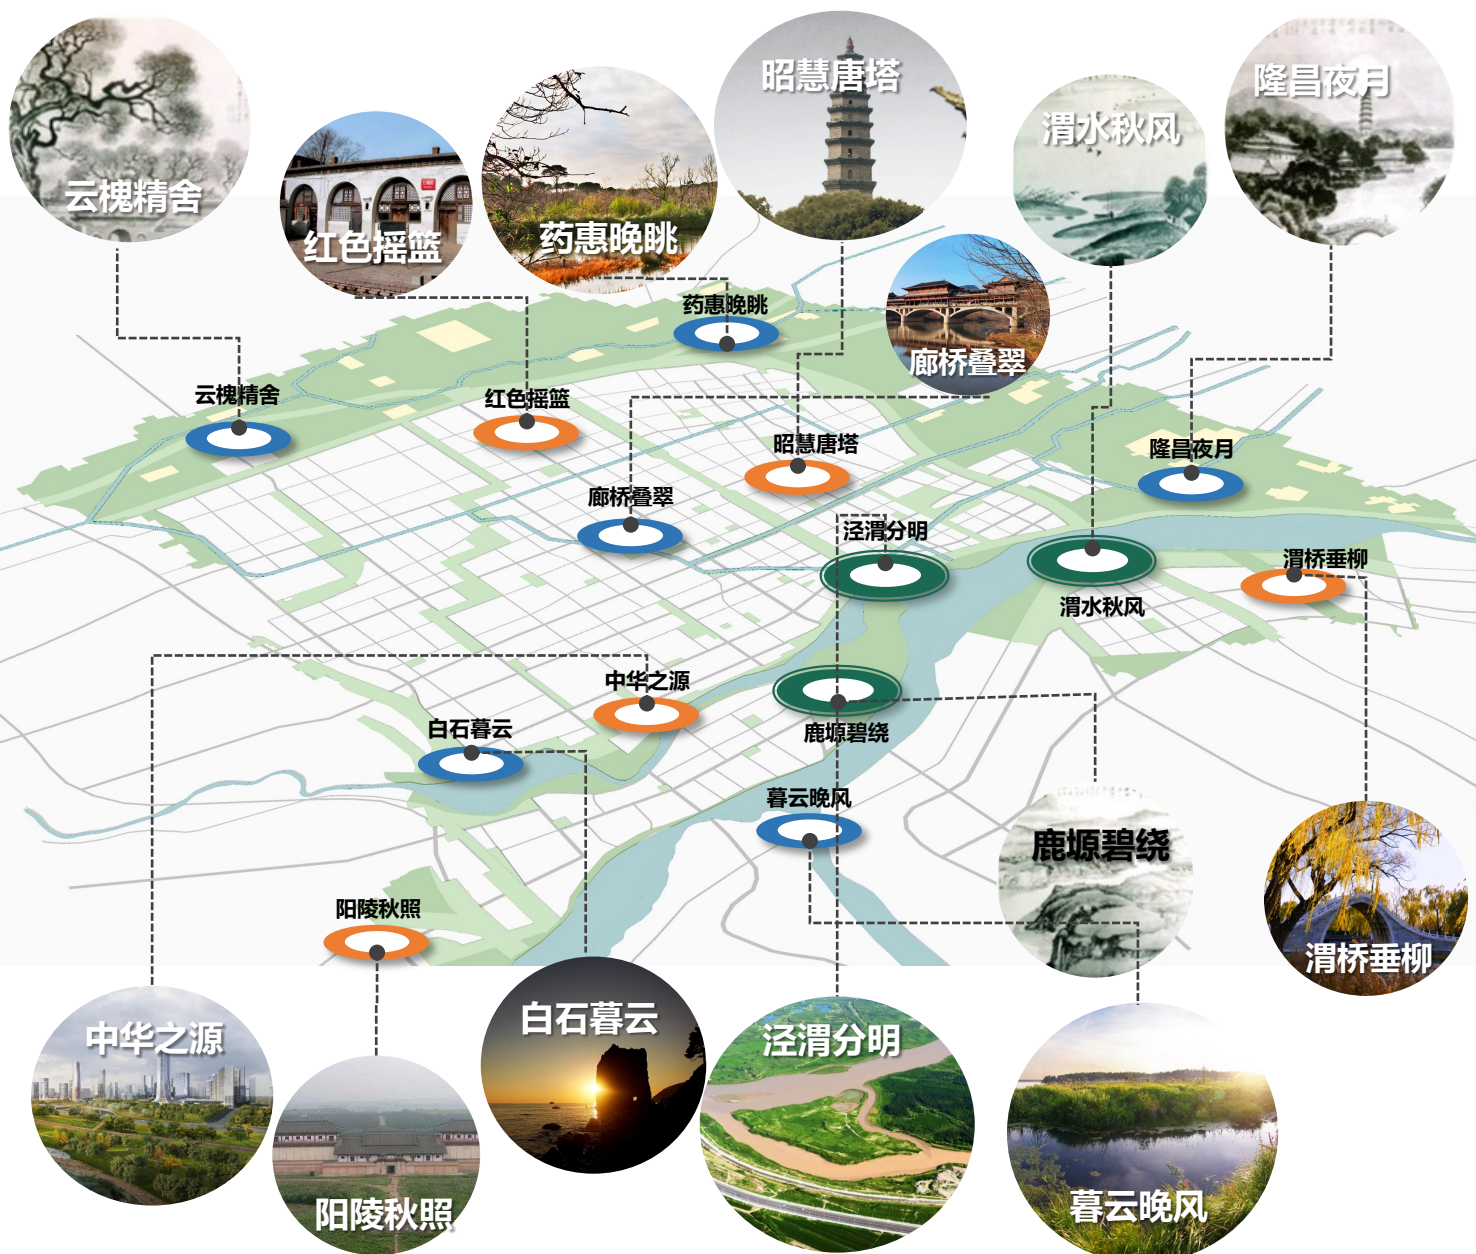 昭慧唐塔
隆昌夜月
渭水秋风
云槐精舍
红色摇篮
药惠晚眺
药惠晚眺
廊桥叠翠
云槐精舍
红色摇篮
昭慧唐塔
隆昌夜月
廊桥叠翠
泾渭分明
渭桥垂柳
渭水秋风
中华之源
白石暮云
鹿塬碧绕
暮云晚风
鹿塬碧绕
阳陵秋照
渭桥垂柳
白石暮云
中华之源
泾渭分明
暮云晚风
阳陵秋照